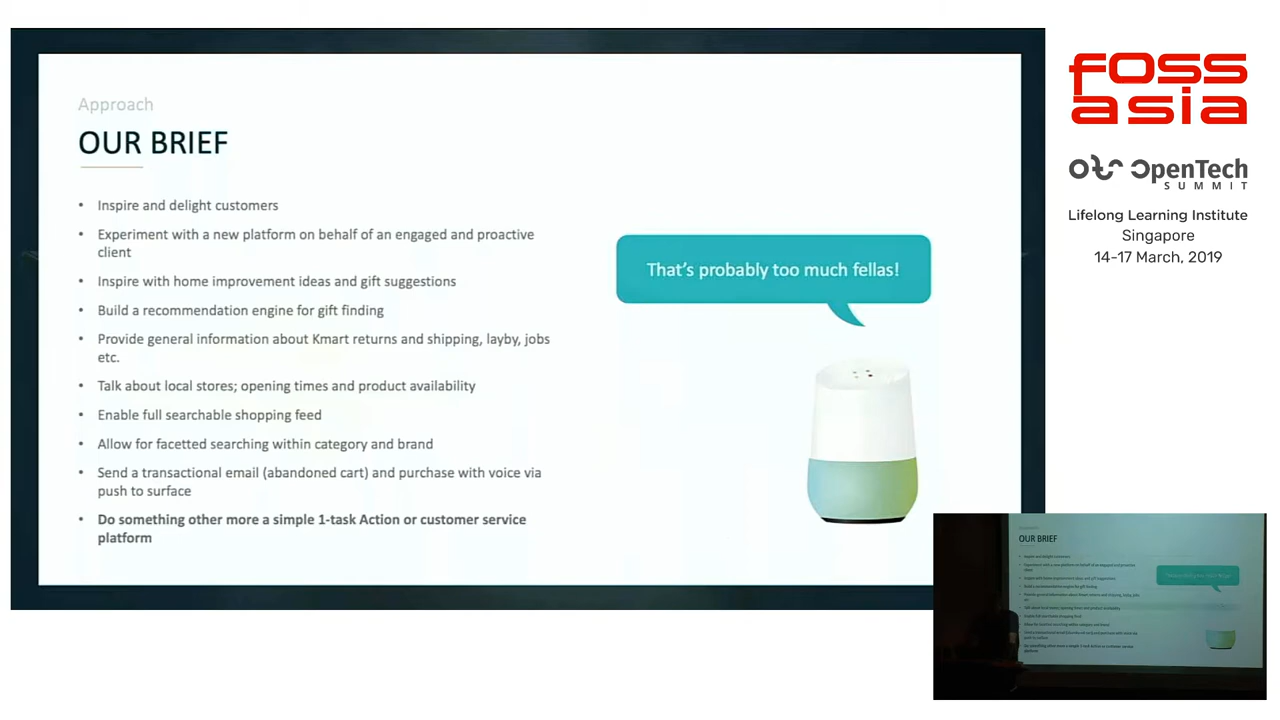 Approach
OUR BRIEF
• Inspire and delight customers
• Experiment with a new platform on behalf of an engaged and proactive
client
• Inspire with home improvement ideas and gift suggestions
• Build a recommendation engine for gift finding
• Provide general information about Kmart returns and shipping, layby, jobs
etc.
• Talk about local stores; opening times and product availability
• Enable full searchable shopping feed
• Allow for facetted searching within category and brand
• Send a transactional email (abandoned cart) and purchase with voice via
push to surface
• Do something other more a simple 1-task Action or customer service
platform
That's probably too much fellas!
FOSS
asia
OTS OpenTech
SUMMIT
Lifelong Learning Institute
Singapore
14-17 March, 2019
OUR BRIEF